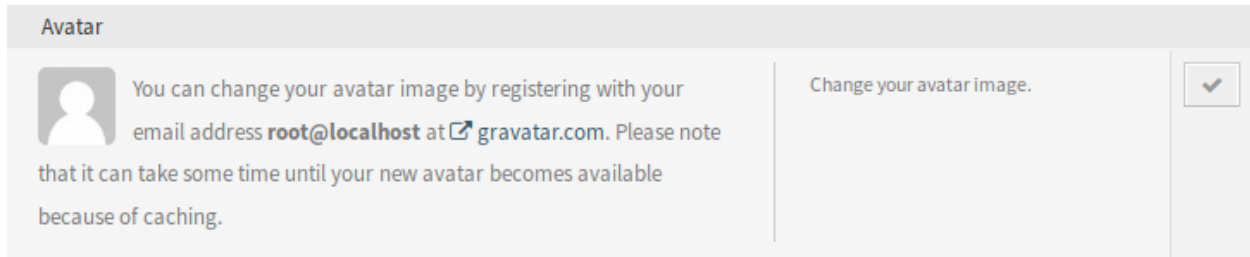 Avatar
You can change your avatar image by registering with your
email address root@localhost at gravatar.com. Please note
that it can take some time until your new avatar becomes available
because of caching.
Change your avatar image.